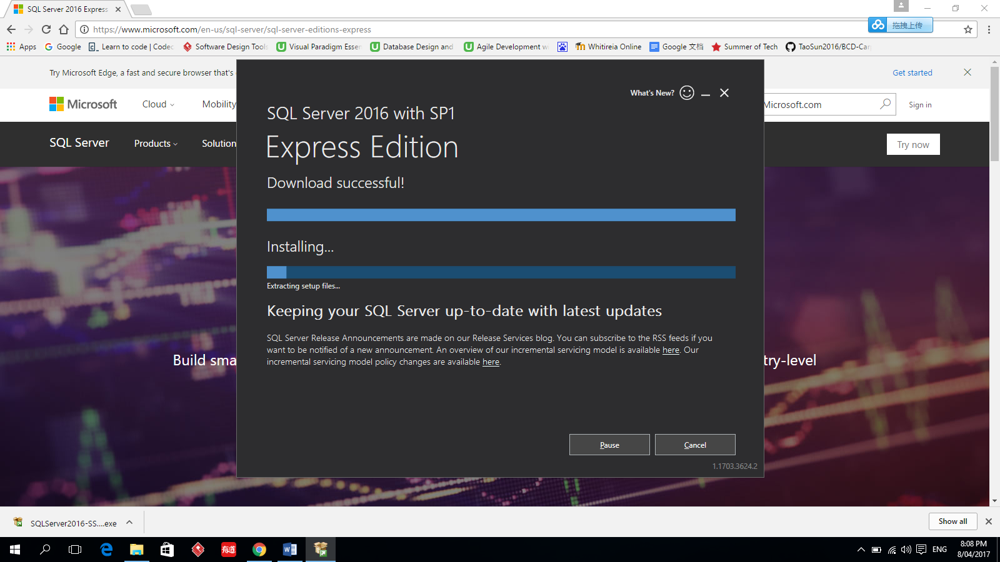 SQL Server 2016 Express
https://www.microsoft.com/en-us/sql-server/sql-server-editions-express
拖拽上传
Apps
Google
Learn to code | Codec
Software Design Tools
Visual Paradigm Essen
Database Design and
Agile Development w
Whitireia Online
Google 文档
Summer of Tech
TaoSun2016/BCD-Car
Try Microsoft Edge, a fast and secure browser that's
Get started
Microsoft
Cloud
Mobility
Microsoft.com
Sign in
SQL Server
Products
Solution
Try now
What's New?
SQL Server 2016 with SP1
Express Edition
Download successful!
Installing...
Extracting setup files...
Keeping your SQL Server up-to-date with latest updates
SQL Server Release Announcements are made on our Release Services blog. You can subscribe to the RSS feeds if you
want to be notified of a new announcement. An overview of our incremental servicing model is available here. Our
incremental servicing model policy changes are available here.
Build sma
try-level
Pause
Cancel
1.1703.3624.2
SQLServer2016-SS....exe
Show all
有道
ENG
8:08 PM
8/04/2017